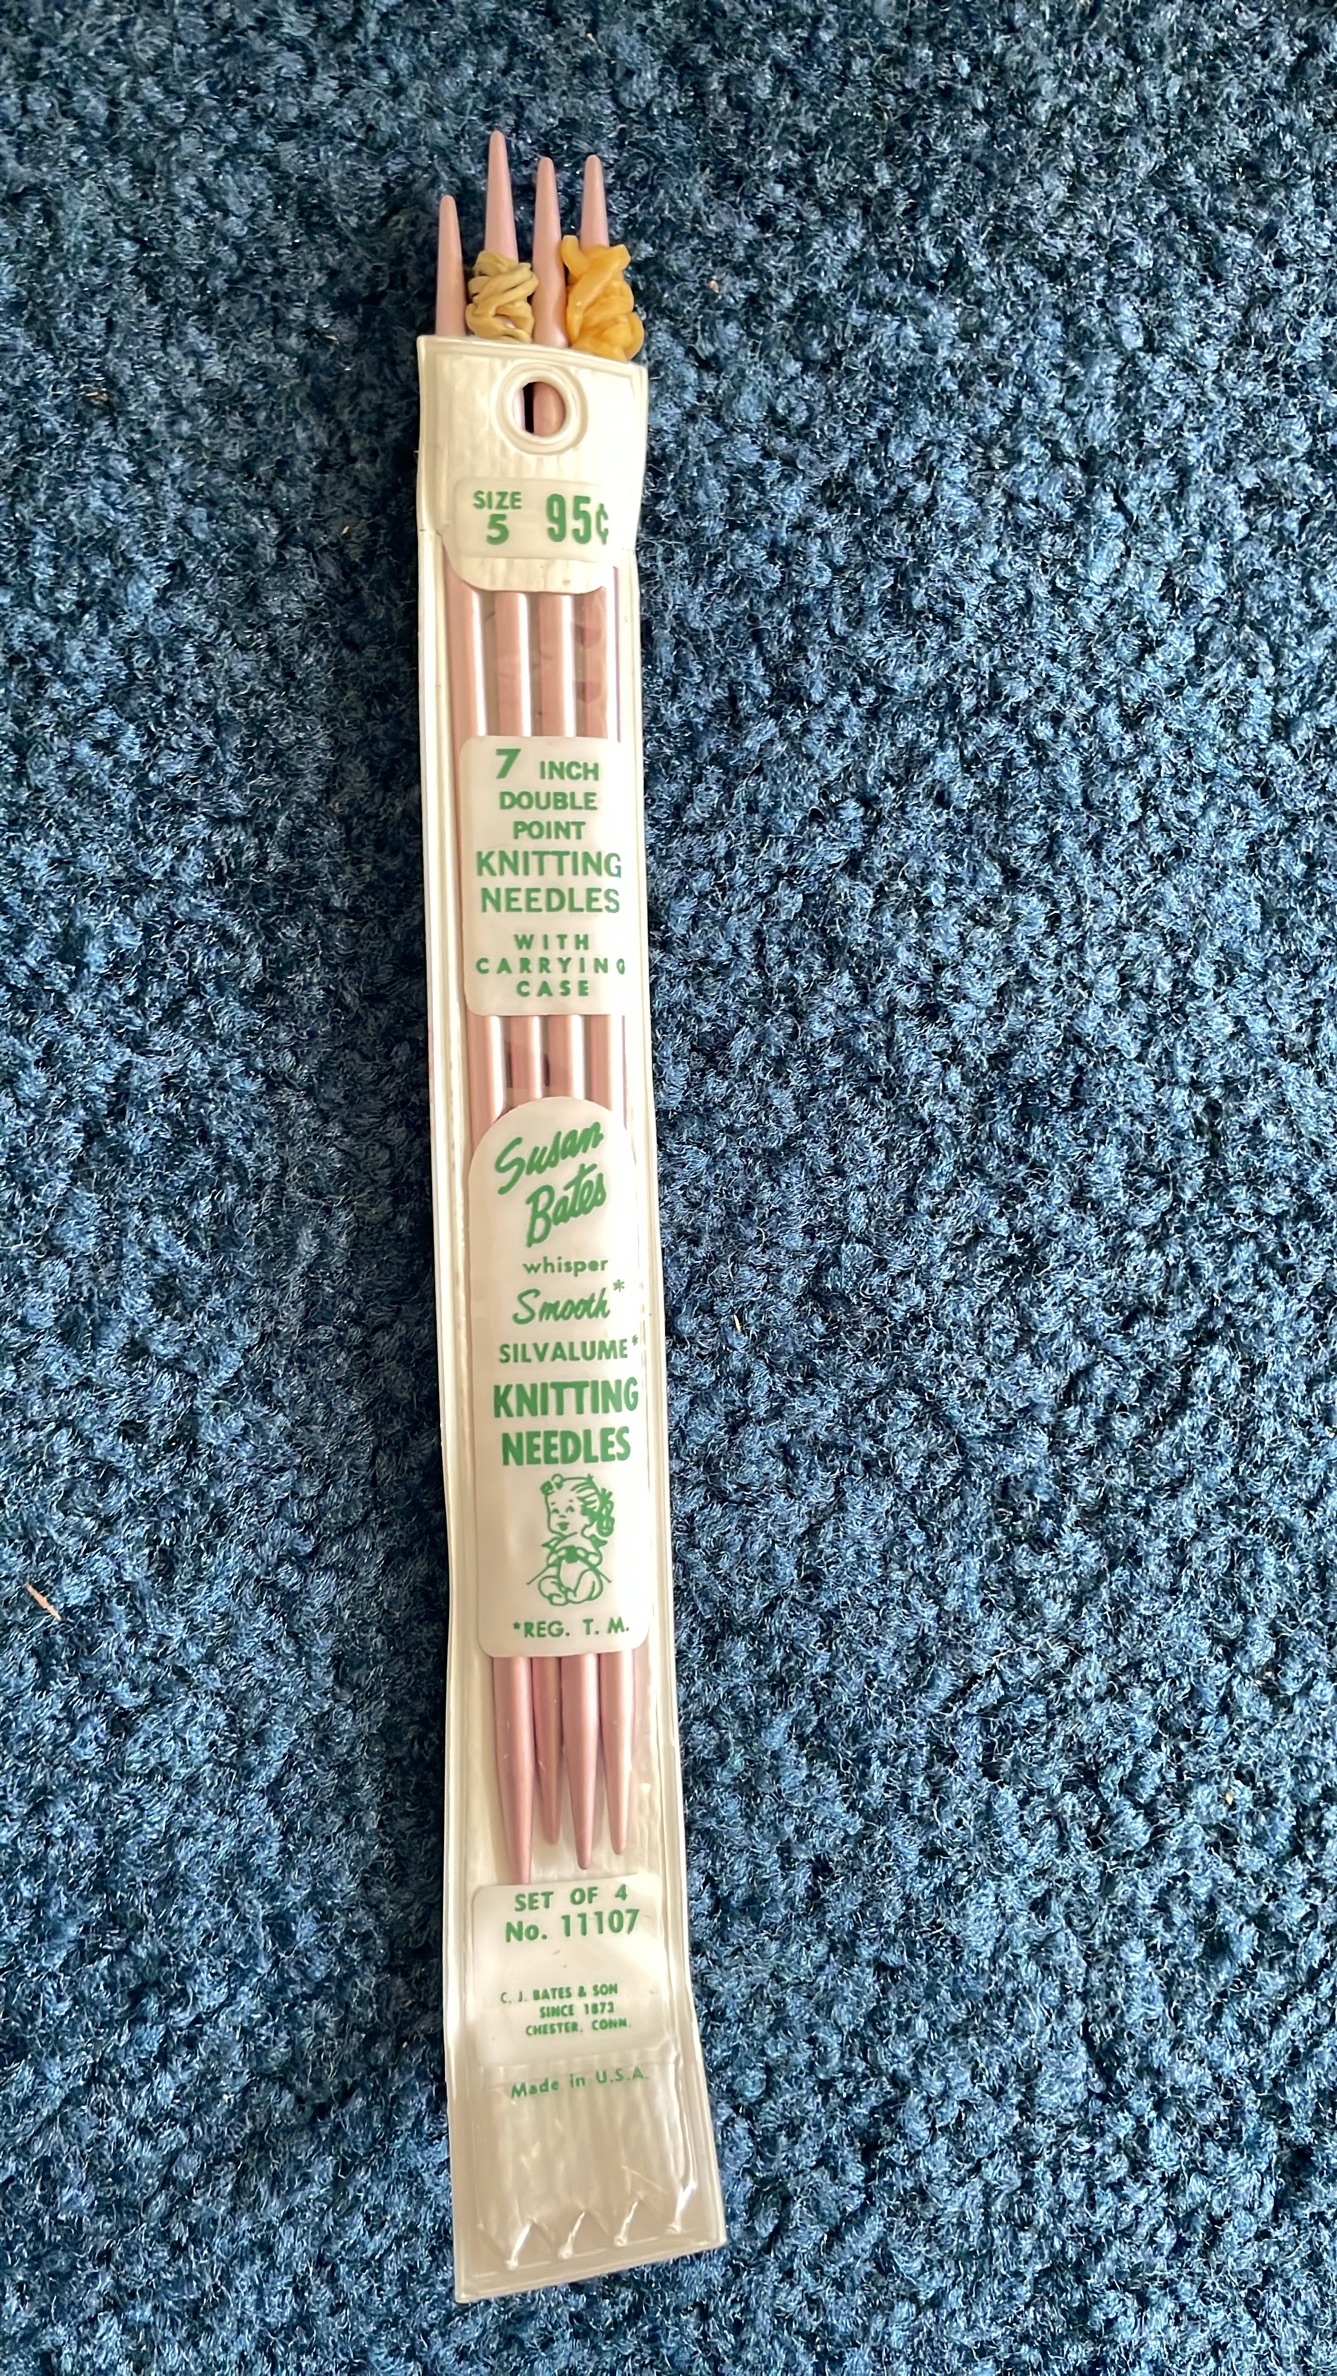 SIZE 95¢
5
7 INCH
DOUBLE
POINT
KNITTING
NEEDLES
WITH
CARRYING
CASE
Susan
Bates
whisper
Smooth*
SILVALUME*
KNITTING
NEEDLES
*REG. T. M.
SET OF 4
No. 11107
C. J. BATES & SON
SINCE 1873
CHESTER, CONN.
Made in U.S.A.